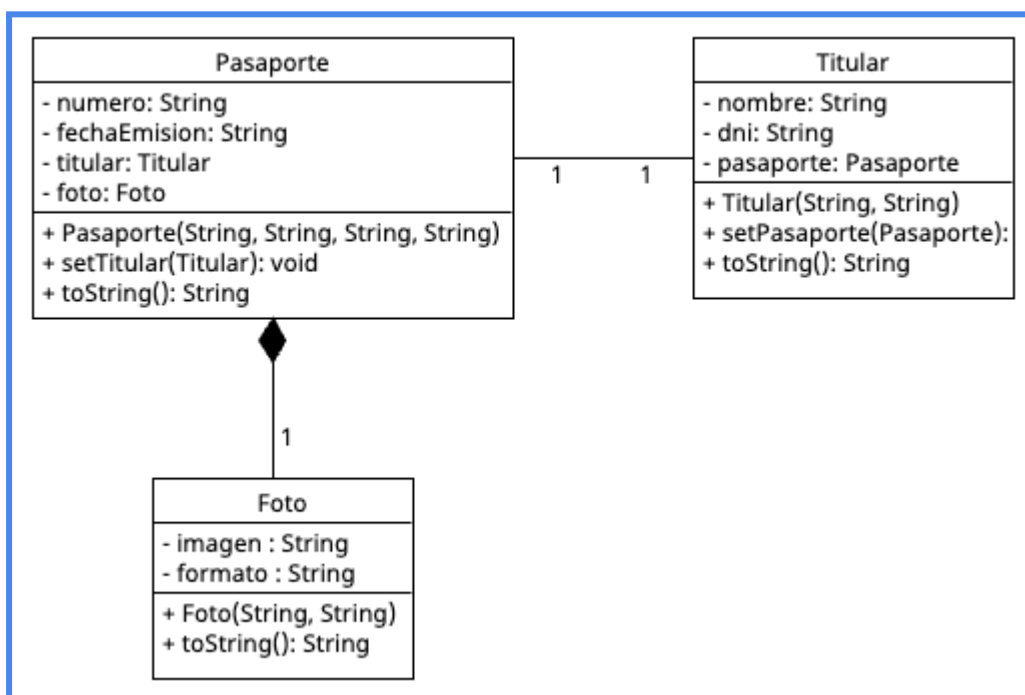 Pasaporte
- numero: String
- fechaEmision: String
- titular: Titular
- foto: Foto
+ Pasaporte(String, String, String, String)
+ setTitular(Titular): void
+ toString(): String
1
1
Titular
- nombre: String
- dni: String
- pasaporte: Pasaporte
+ Titular(String, String)
+ setPasaporte(Pasaporte):
+ toString(): String
1
Foto
- imagen : String
- formato : String
+ Foto(String, String)
+ toString(): String